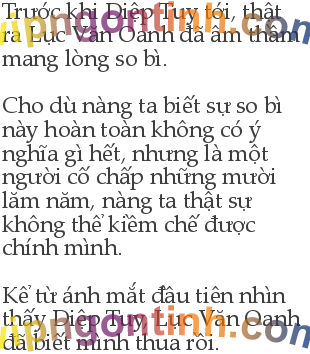 Trước khi Diệp Tuy tới, thật
ra Lục Văn Oanh đã âm thầm
mang lòng so bì.
Cho dù nàng ta biết sự so bì
này hoàn toàn không có ý
nghĩa gì hết, nhưng là một
người cố chấp những mười
lăm năm, nàng ta thật sự
không thể kiềm chế được
chính mình.
Kể từ ánh mắt đầu tiên nhìn
thấy Diệp Tuy, Lục Văn Oanh
đã biết mình thua rồi.
vipngontinh.com
vipngontinh.com